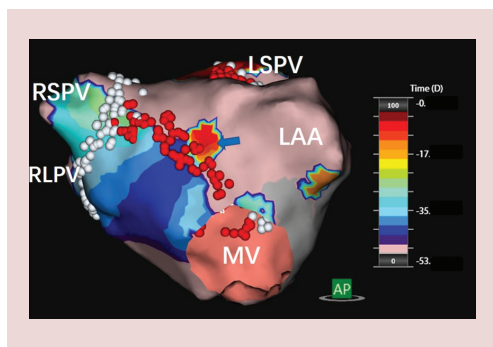 LSPV
RSPV
LAA
RLPV
MV
AP
Time (D)
100
-0.
-17.
-35.
-53.
0